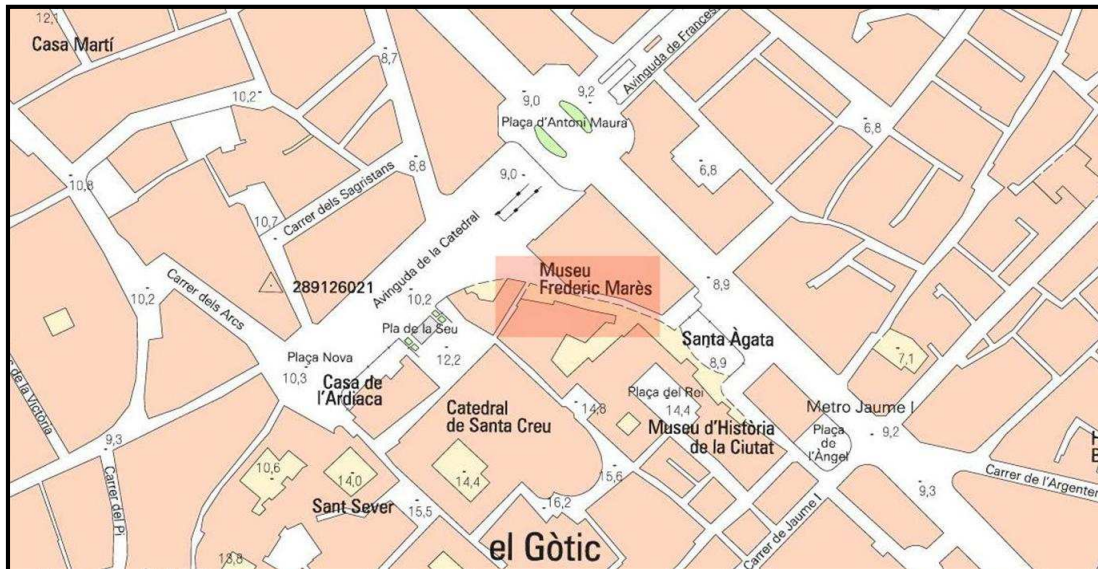 12,1
Casa Martí
8,7
Avinguda de Frances
10,2
9,0
9,2
Plaça d'Antoni Maura
6,8
8,8
6,8
10,8
9,0
Carrer dels Sagristans
10,7
Avinguda de la Catedral
Museu
Frederic Marès
8,9
289126021
10,2
10,2
Carrer dels Arcs
Pla de la Seu
Santa Àgata
12,2
8,9
7,1
Plaça Nova
10,3
Casa de
l'Ardiaca
de la Victòria
Plaça del Rei
14,4
14,8
Catedral
de Santa Creu
Metro Jaume I
Museu d'Història
de la Ciutat
Plaça
de
l'Àngel
9,2
9,3
H
B
10,6
14,0
14,4
15,6
Carrer de l'Argenter
Carrer del Pi
Sant Sever
15,5
16,2
9,3
Carrer de Jaume I
el Gòtic
13,8